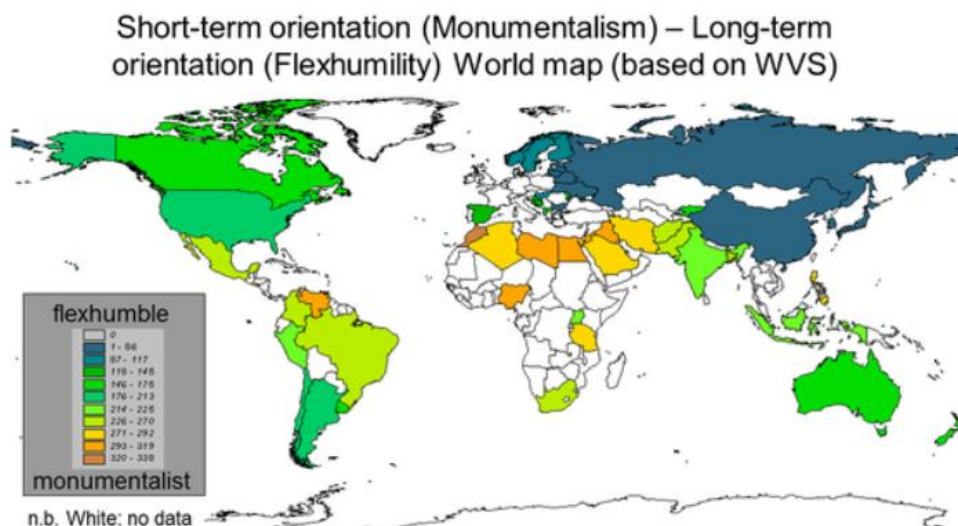 Short-term orientation (Monumentalism) – Long-term
orientation (Flexhumility) World map (based on WVS)
flexhumble
0
1 - 86
87 - 117
118 - 145
146 - 175
176 - 213
214 - 225
226 - 270
271 - 292
293 - 319
320 - 338
monumentalist
n.b. White: no data